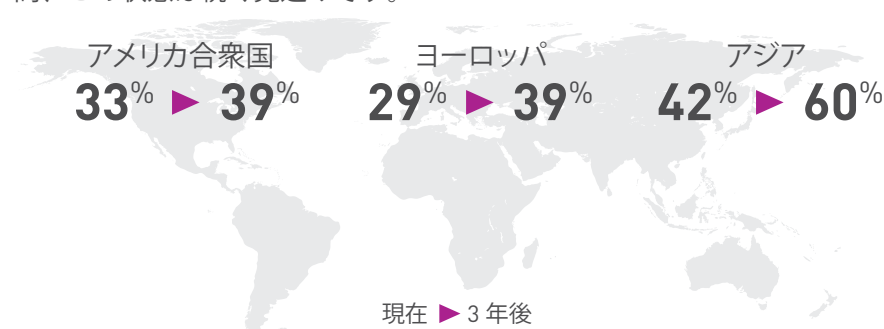 アメリカ合衆国 ヨーロッパ アジア
33% ▶ 39% 29% ▶ 39% 42% ▶ 60%
現在 ▶ 3 年後